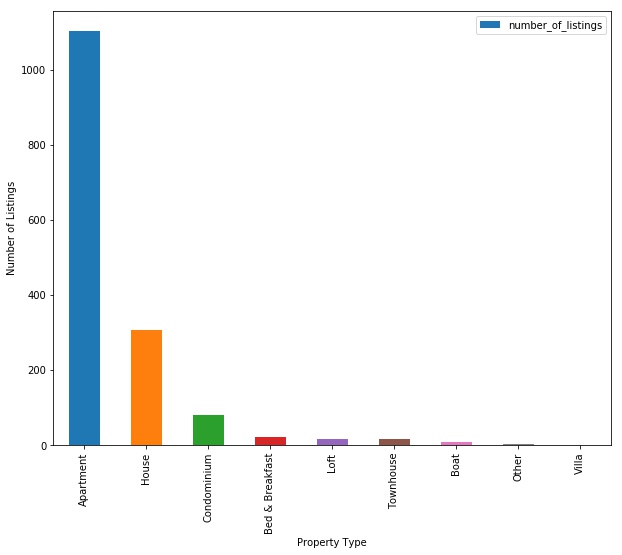 number_of_listings
1000
800
600
400
200
0
Number of Listings
Apartment
House
Condominium
Bed & Breakfast
Loft
Townhouse
Boat
Other
Villa
Property Type